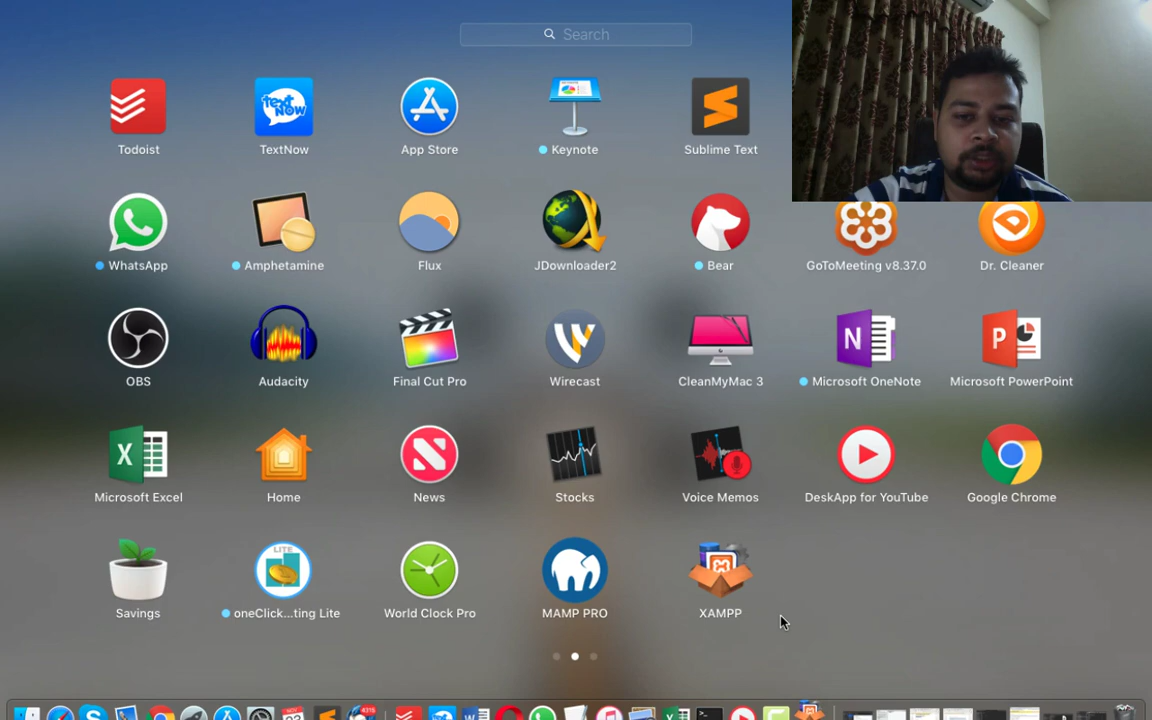 Search
Todoist
TextNow
App Store
Keynote
Sublime Text
WhatsApp
Amphetamine
Flux
JDownloader2
Bear
GoToMeeting v8.37.0
Dr. Cleaner
OBS
Audacity
Final Cut Pro
Wirecast
CleanMyMac 3
Microsoft OneNote
Microsoft PowerPoint
Microsoft Excel
Home
News
Stocks
Voice Memos
DeskApp for YouTube
Google Chrome
LITE
Savings
oneClick...ting Lite
World Clock Pro
MAMP PRO
XAMPP